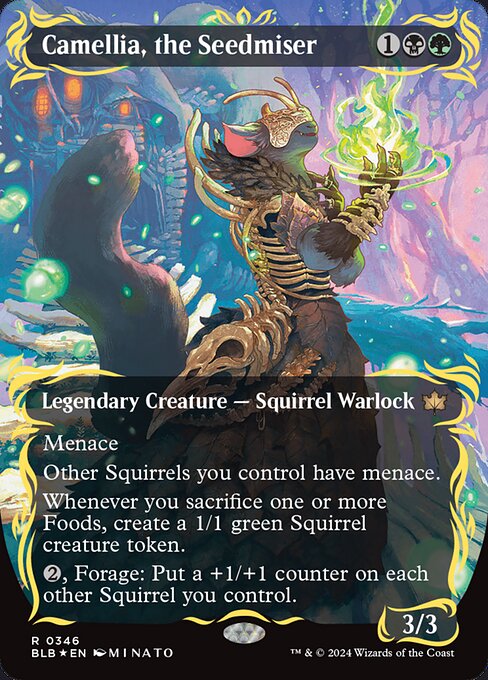 Camellia, the Seedmiser 1
Legendary Creature — Squirrel Warlock
Menace
Other Squirrels you control have menace.
Whenever you sacrifice one or more
Foods, create a 1/1 green Squirrel
creature token.
2, Forage: Put a +1/+1 counter on each
other Squirrel you control.
3/3
R 0346
BLB ★ EN MINATO
™ & © 2024 Wizards of the Coast